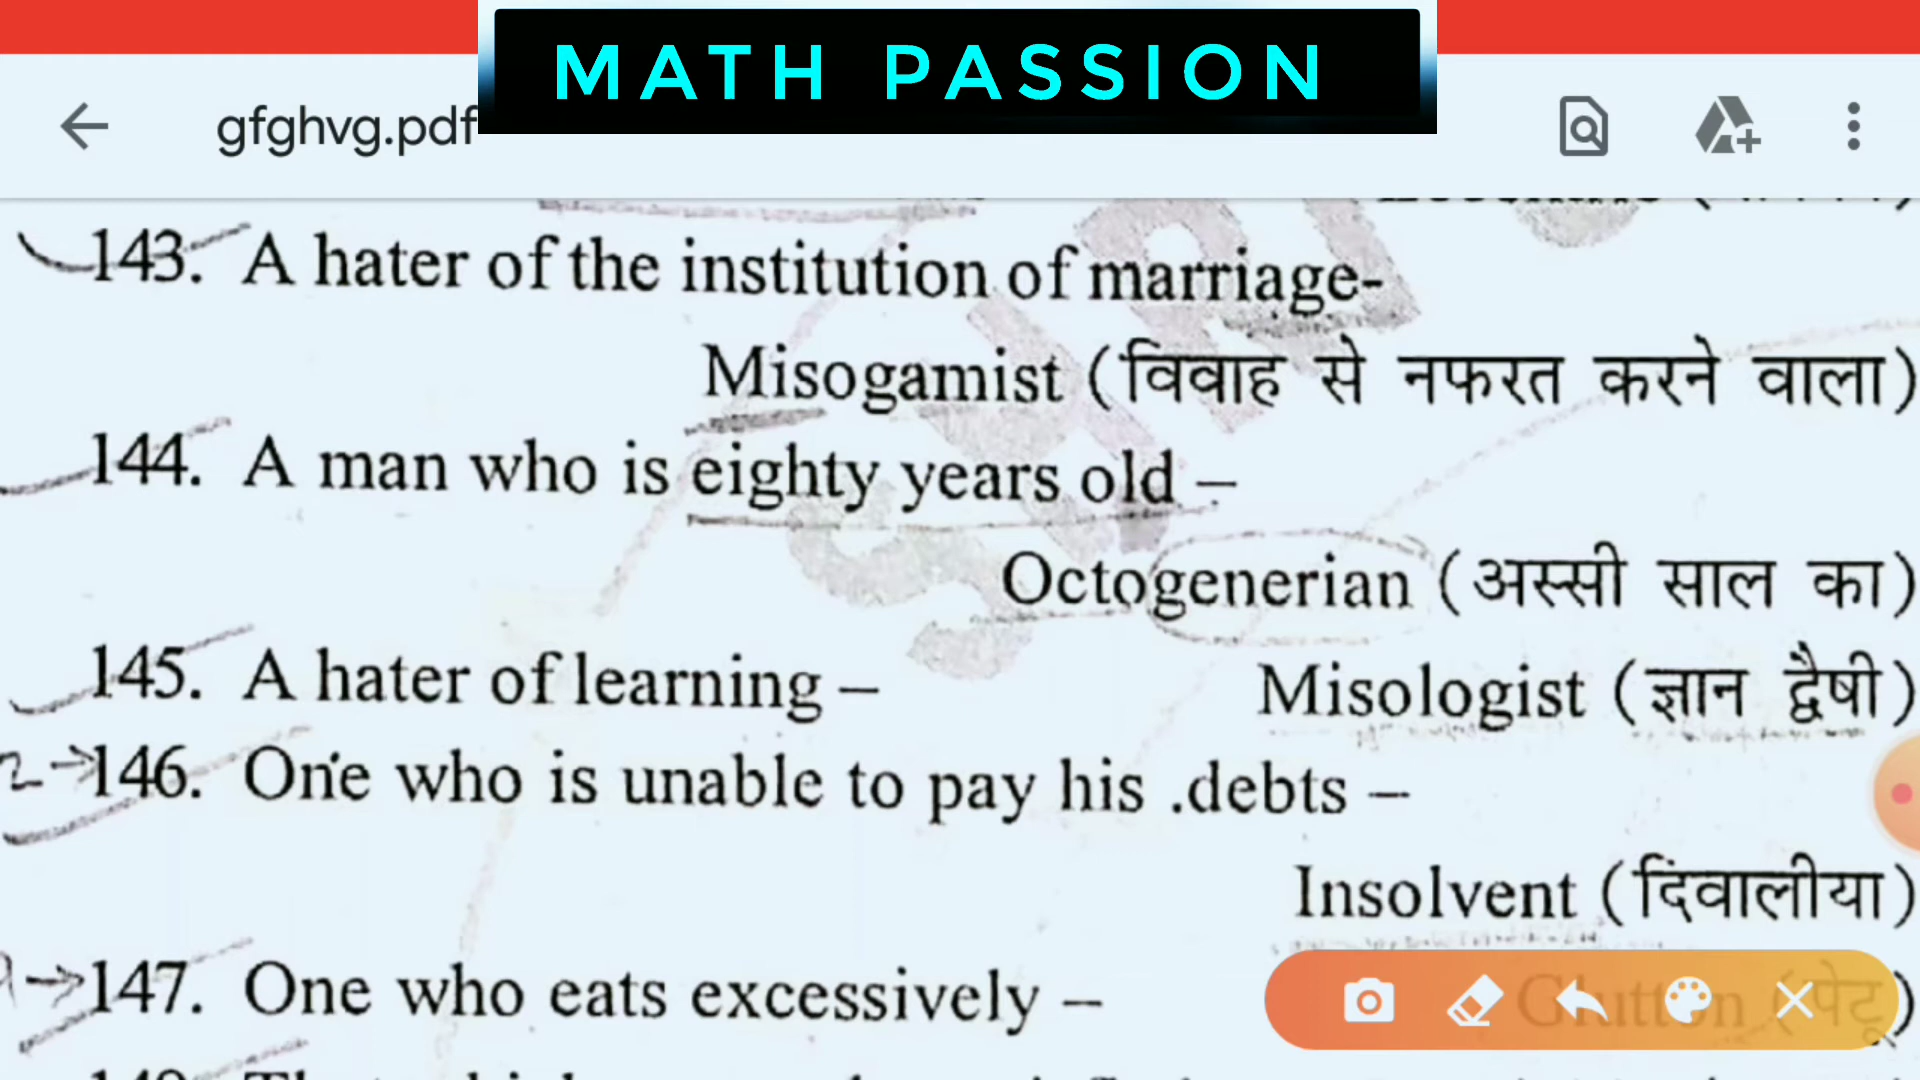 MATH PASSION
gfghvg.pdf
143. A hater of the institution of marriage-
Misogamist (विवाह से नफरत करने वाला)
144. A man who is eighty years old –
Octogenerian (अस्सी साल का)
145. A hater of learning – Misologist (ज्ञान द्वैषी)
146. One who is unable to pay his .debts –
Insolvent (दिवालीया)
147. One who eats excessively – Glutton (पेटू)